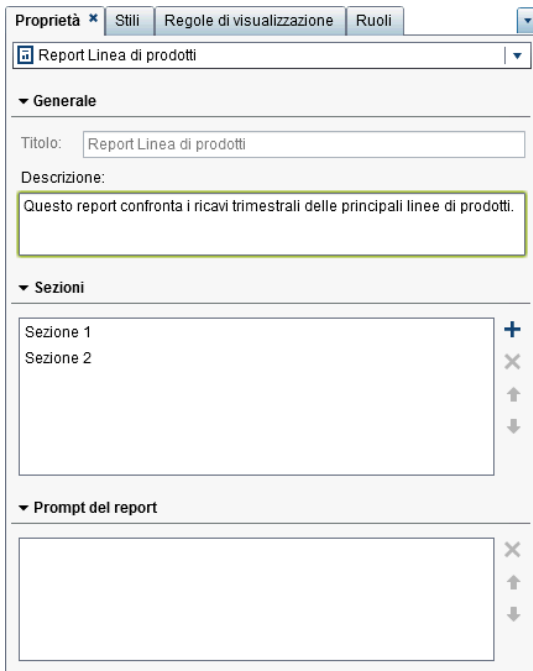 Proprietà Stili Regole di visualizzazione Ruoli
Report Linea di prodotti
Generale
Titolo: Report Linea di prodotti
Descrizione:
Questo report confronta i ricavi trimestrali delle principali linee di prodotti.
Sezioni
Sezione 1
Sezione 2
Prompt del report